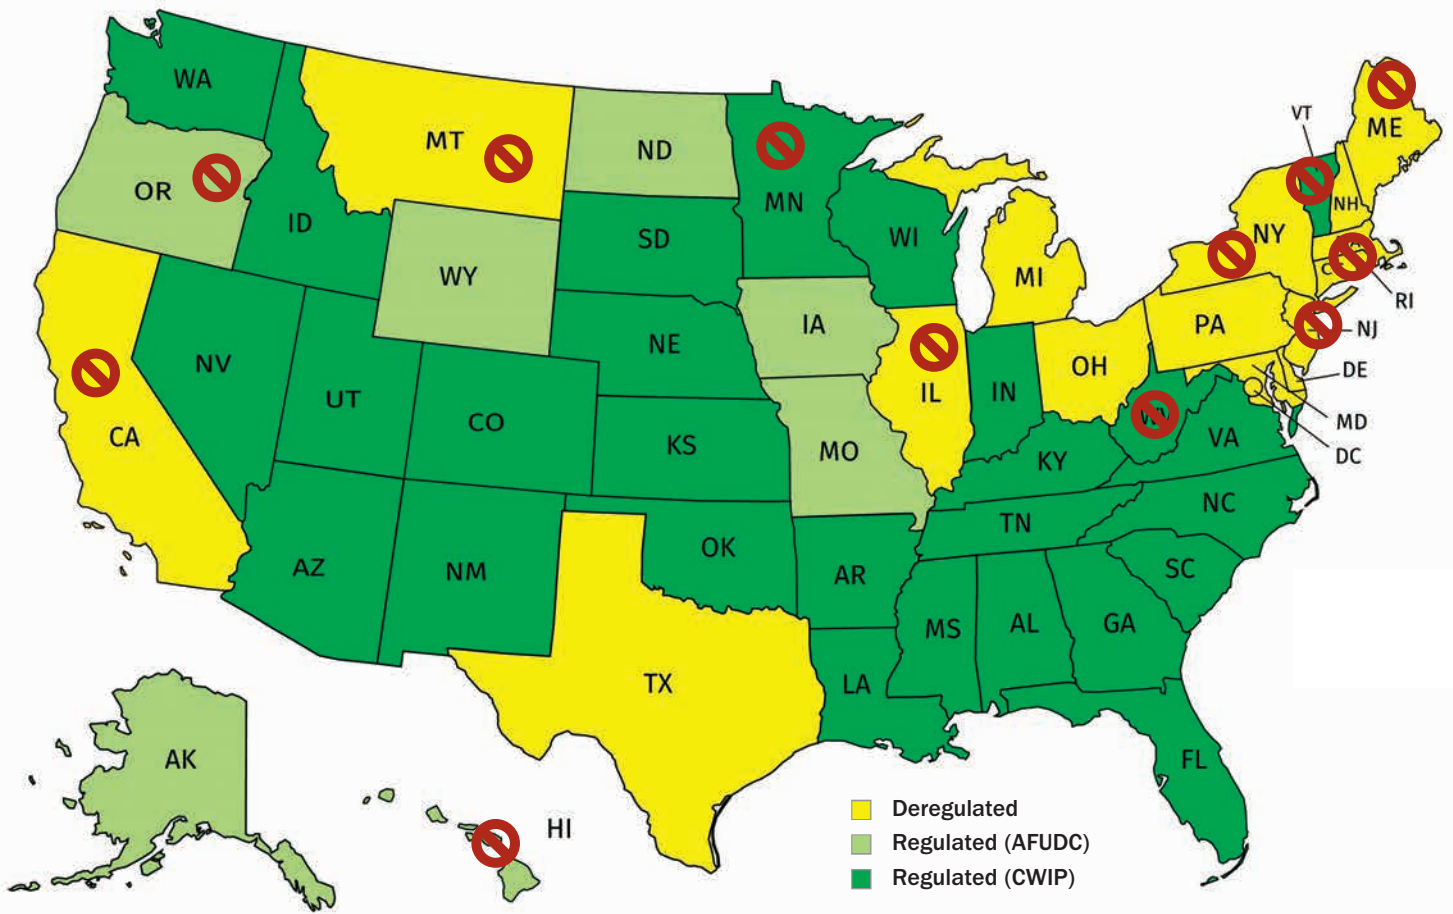 WA
MT
ND
MN
OR
ID
WY
SD
WI
MI
VT
ME
NH
NY
RI
NJ
PA
DE
MD
DC
IA
NE
IL
IN
OH
NV
UT
CO
KS
MO
KY
VA
CA
AZ
NM
OK
AR
TN
NC
SC
MS
AL
GA
LA
TX
FL
AK
HI
Deregulated
Regulated (AFUDC)
Regulated (CWIP)